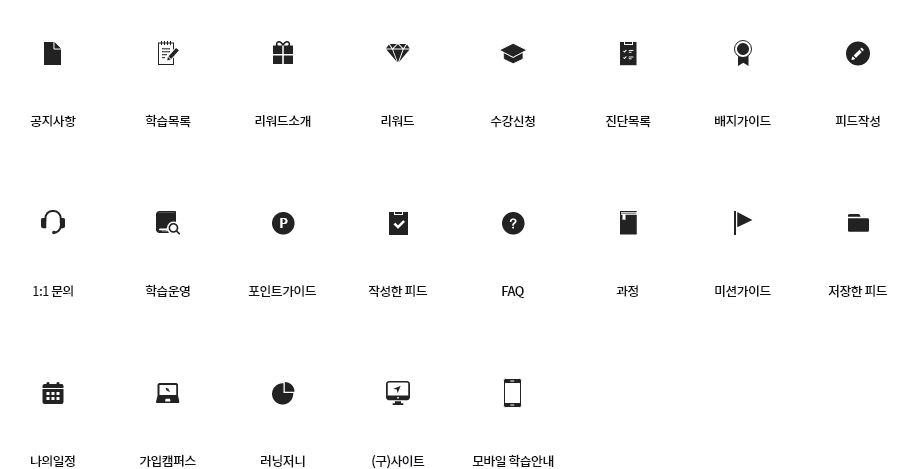 공지사항
학습목록
리워드소개
리워드
수강신청
진단목록
배지가이드
피드작성
1:1 문의
학습운영
P
포인트가이드
작성한 피드
?
FAQ
과정
미션가이드
저장한 피드
나의일정
가입캠퍼스
러닝저니
(구)사이트
모바일 학습안내